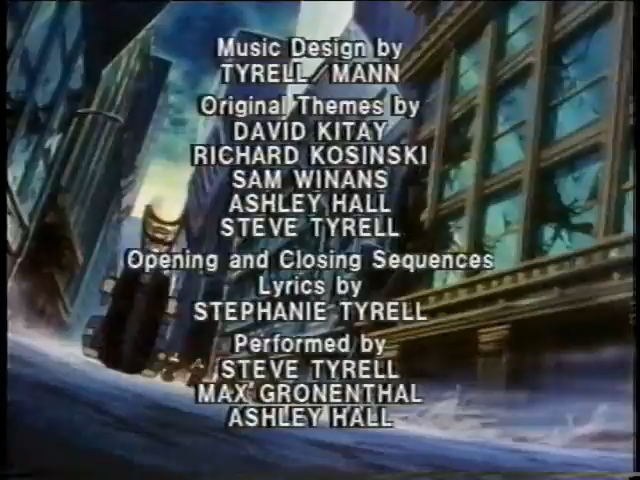 Music Design by
TYRELL/MANN
Original Themes by
DAVID KITAY
RICHARD KOSINSKI
SAM WINANS
ASHLEY HALL
STEVE TYRELL
Opening and Closing Sequences
Lyrics by
STEPHANIE TYRELL
Performed by
STEVE TYRELL
MAX GRONENTHAL
ASHLEY HALL